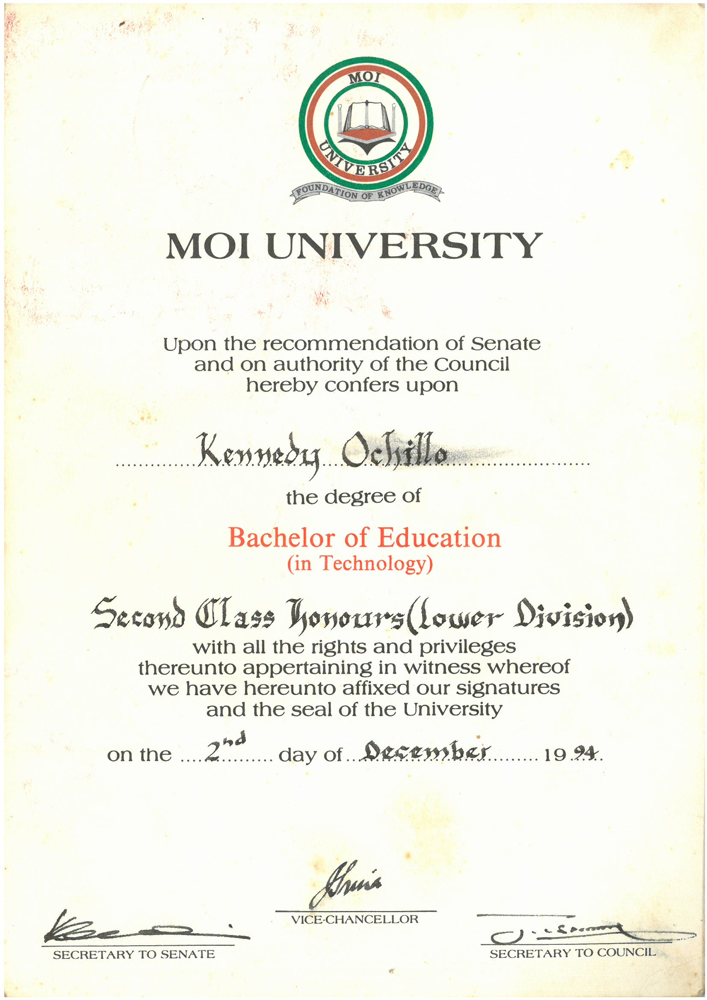 MOI
UNIVERSITY
FOUNDATION OF KNOWLEDGE
MOI UNIVERSITY
Upon the recommendation of Senate
and on authority of the Council
hereby confers upon
Kennedy Ochillo
the degree of
Bachelor of Education
(in Technology)
Second Class Honours (Lower Division)
with all the rights and privileges
thereunto appertaining in witness whereof
we have hereunto affixed our signatures
and the seal of the University
on the 2nd day of December 1994
VICE-CHANCELLOR
SECRETARY TO SENATE
SECRETARY TO COUNCIL